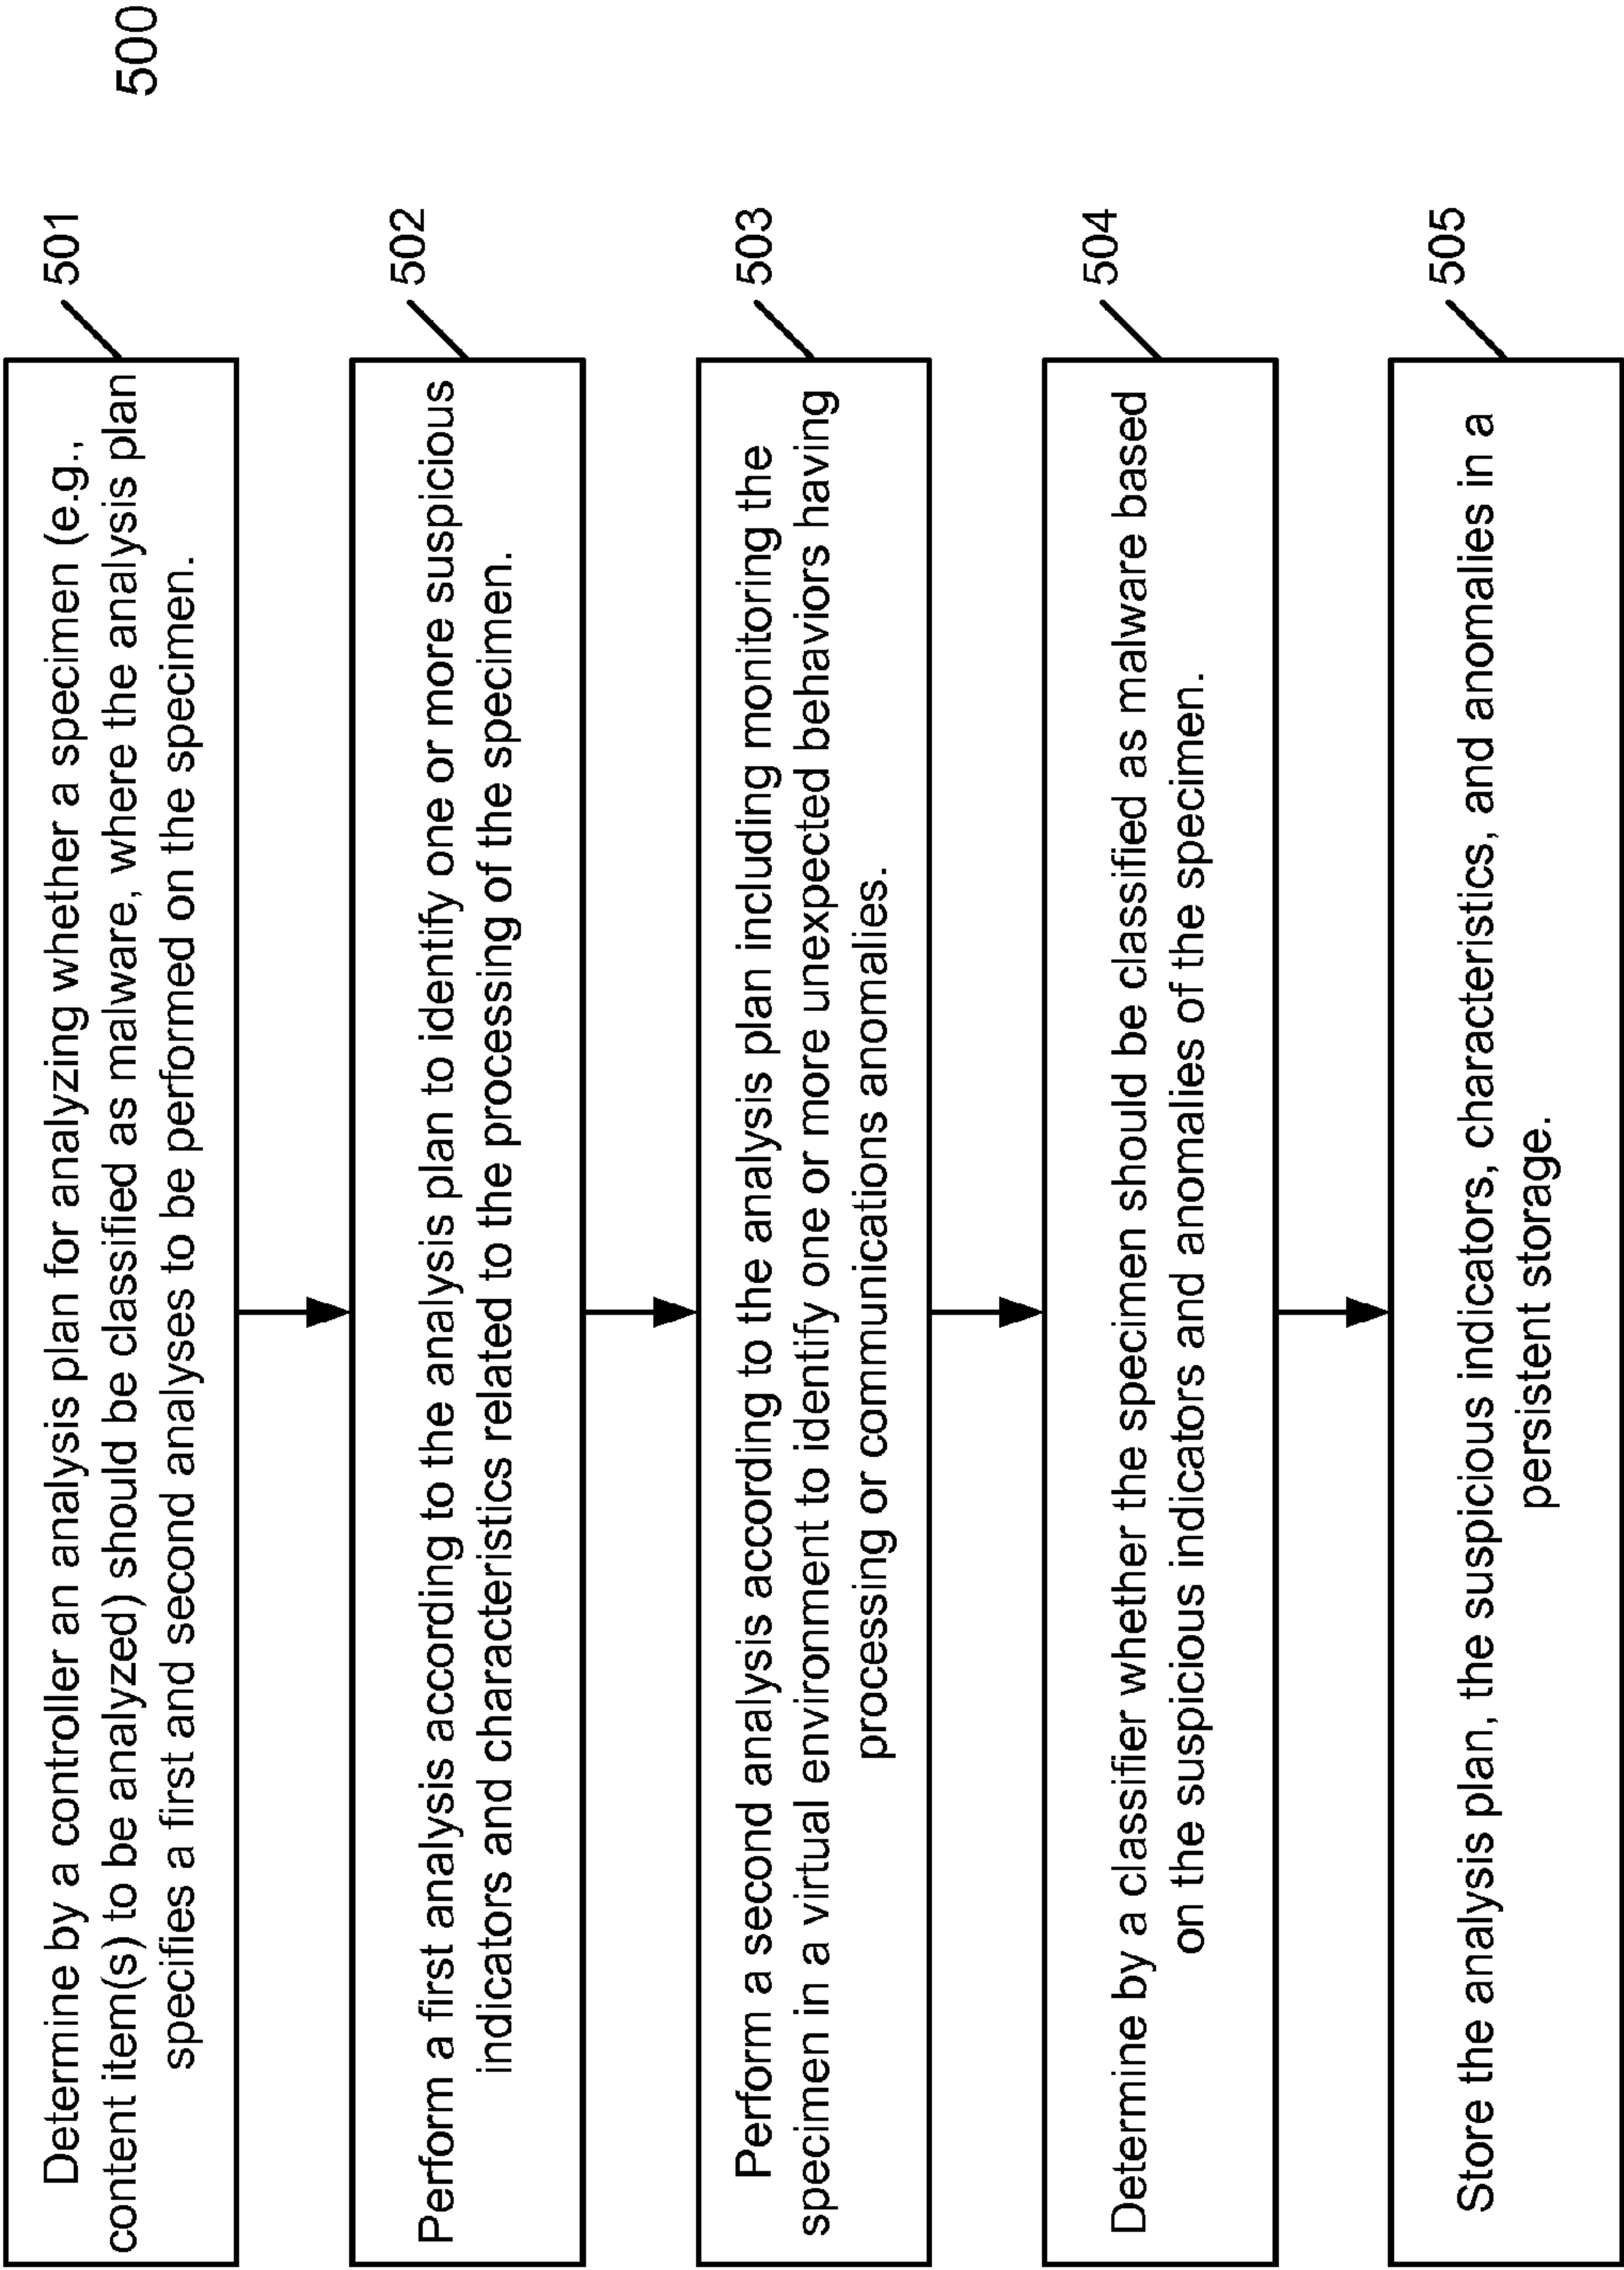 500
501
Determine by a controller an analysis plan for analyzing whether a specimen (e.g.,
content item(s) to be analyzed) should be classified as malware, where the analysis plan
specifies a first and second analyses to be performed on the specimen.
502
Perform a first analysis according to the analysis plan to identify one or more suspicious
indicators and characteristics related to the processing of the specimen.
503
Perform a second analysis according to the analysis plan including monitoring the
specimen in a virtual environment to identify one or more unexpected behaviors having
processing or communications anomalies.
504
Determine by a classifier whether the specimen should be classified as malware based
on the suspicious indicators and anomalies of the specimen.
505
Store the analysis plan, the suspicious indicators, characteristics, and anomalies in a
persistent storage.